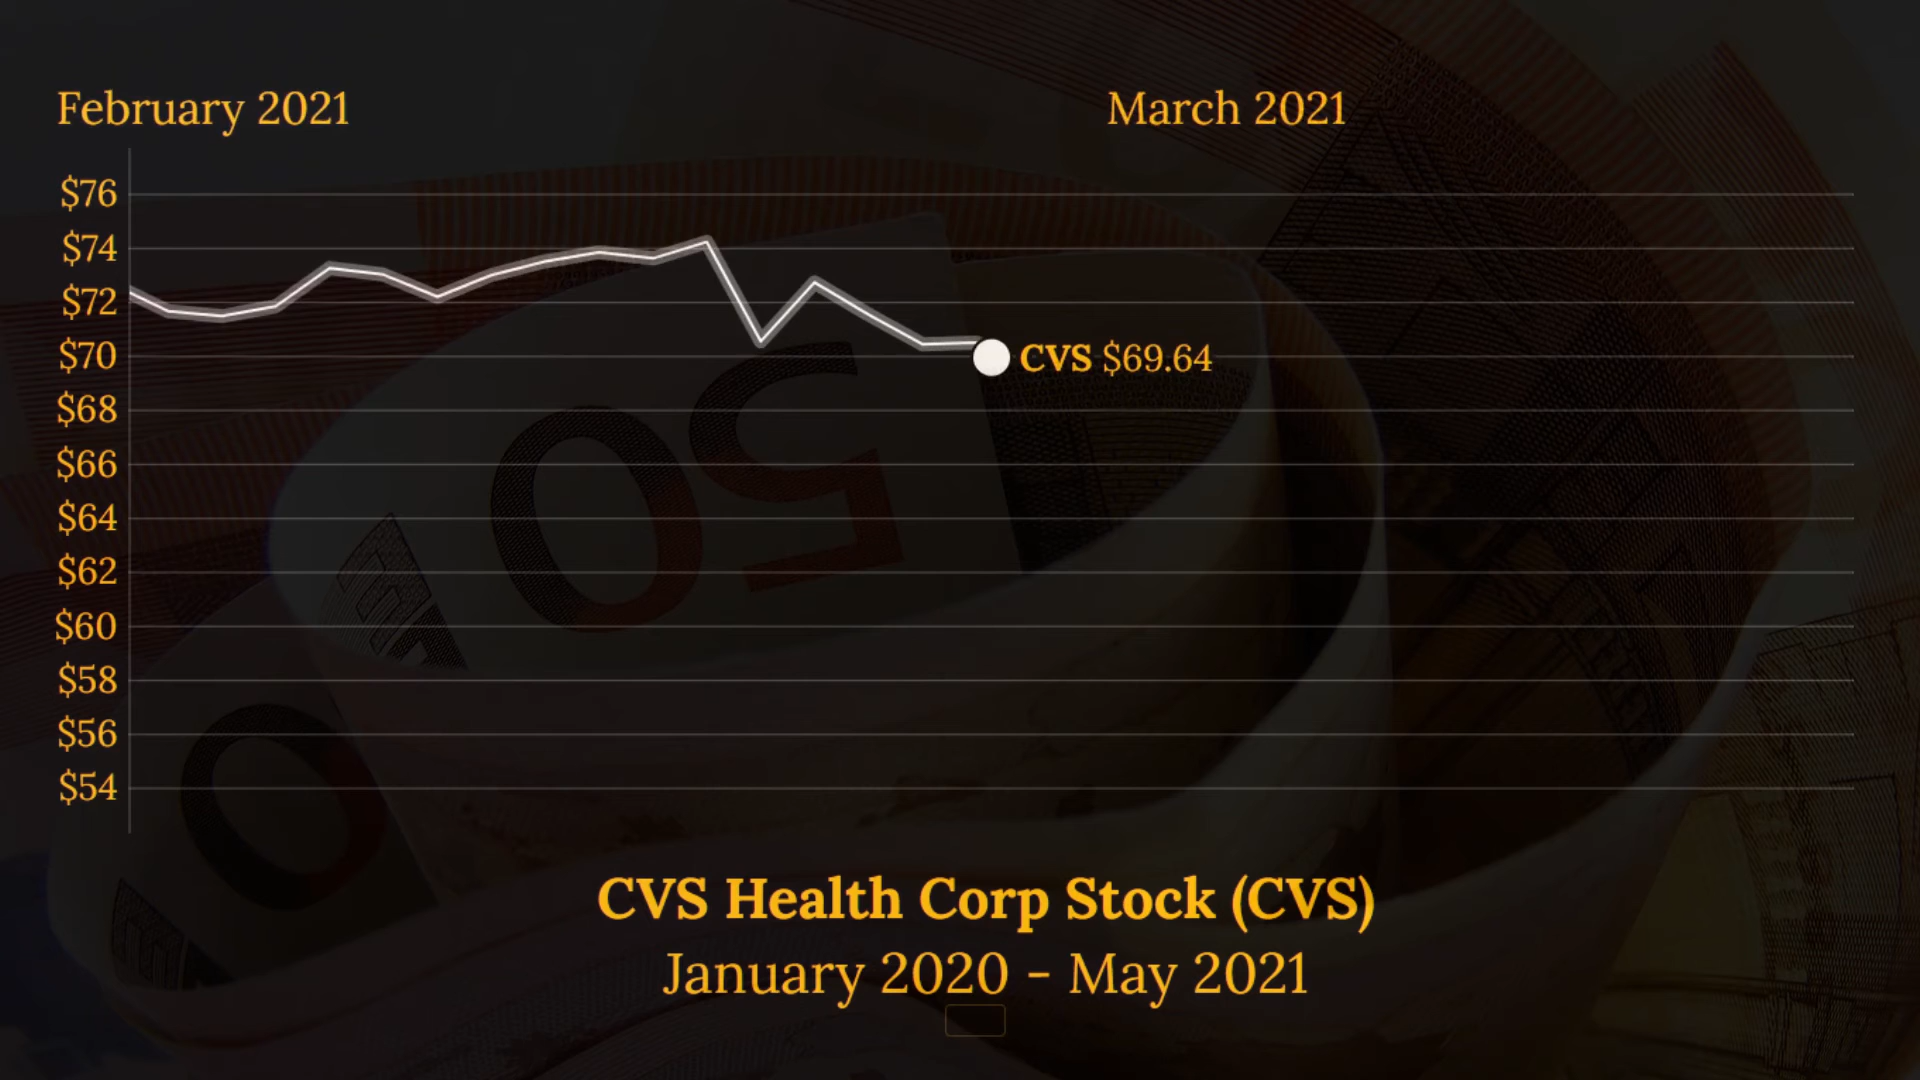 February 2021
March 2021
$76
$74
$72
$70
CVS $69.64
$68
$66
$64
$62
$60
$58
$56
$54
50
CVS Health Corp Stock (CVS)
January 2020 - May 2021